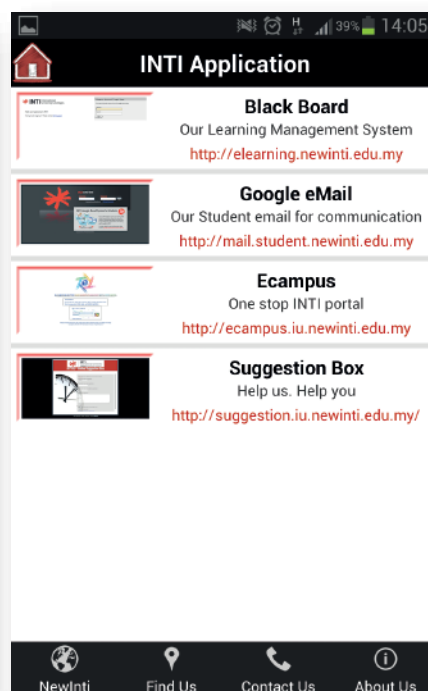 H 39% 14:05
INTI Application
INTI
Black Board
Our Learning Management System
http://elearning.newinti.edu.my
Google eMail
Our Student email for communication
http://mail.student.newinti.edu.my
Ecampus
One stop INTI portal
http://ecampus.iu.newinti.edu.my
Suggestion Box
Help us. Help you
http://suggestion.iu.newinti.edu.my/
NewInti Find Us Contact Us About Us